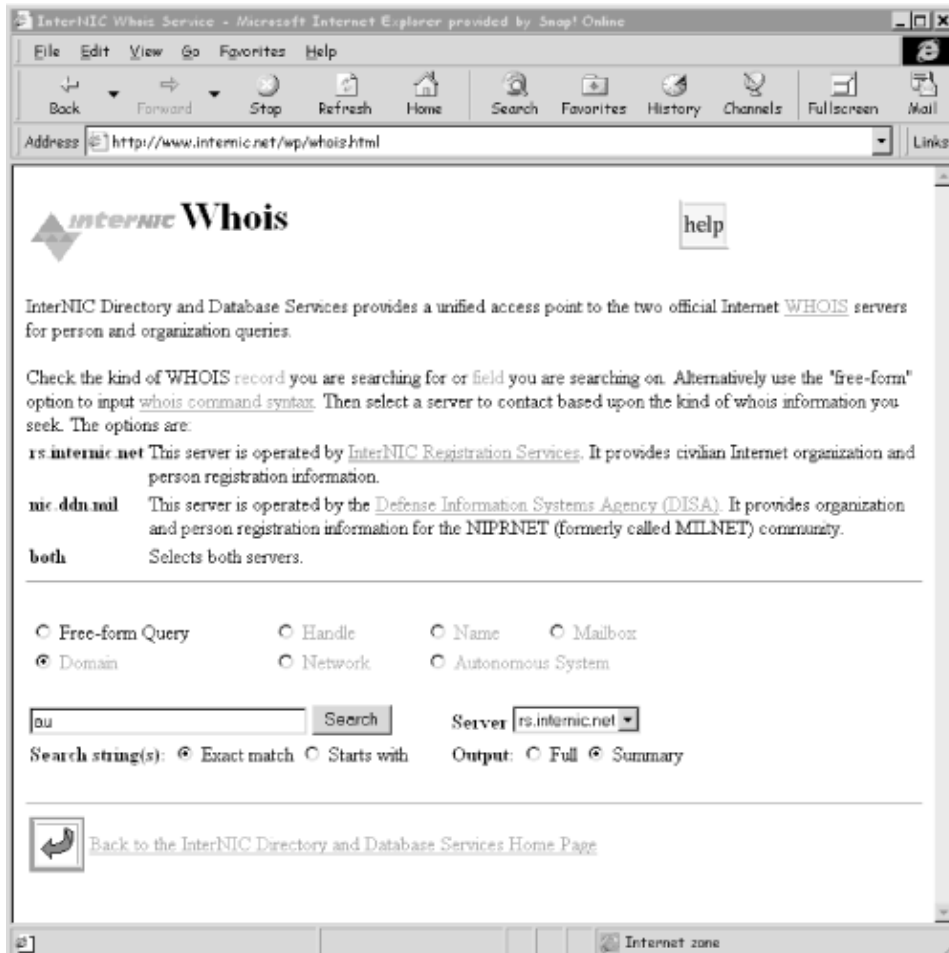 InterNIC Whois Service - Microsoft Internet Explorer provided by Snap! Online
File Edit View Go Favorites Help
Back Forward Stop Refresh Home Search Favorites History Channels Fullscreen Mail
Address http://www.internic.net/wp/whois.html Links
InterNIC Whois help
InterNIC Directory and Database Services provides a unified access point to the two official Internet WHOIS servers
for person and organization queries.
Check the kind of WHOIS record you are searching for or field you are searching on. Alternatively use the "free-form"
option to input whois command syntax. Then select a server to contact based upon the kind of whois information you
seek. The options are:
rs.internic.net This server is operated by InterNIC Registration Services. It provides civilian Internet organization and
person registration information.
nic.ddn.mil This server is operated by the Defense Information Systems Agency (DISA). It provides organization
and person registration information for the NIPRNET (formerly called MILNET) community.
both Selects both servers.
Free-form Query Handle Name Mailbox
Domain Network Autonomous System
au Search Server rs.internic.net
Search string(s): Exact match Starts with Output: Full Summary
Back to the InterNIC Directory and Database Services Home Page
Internet zone